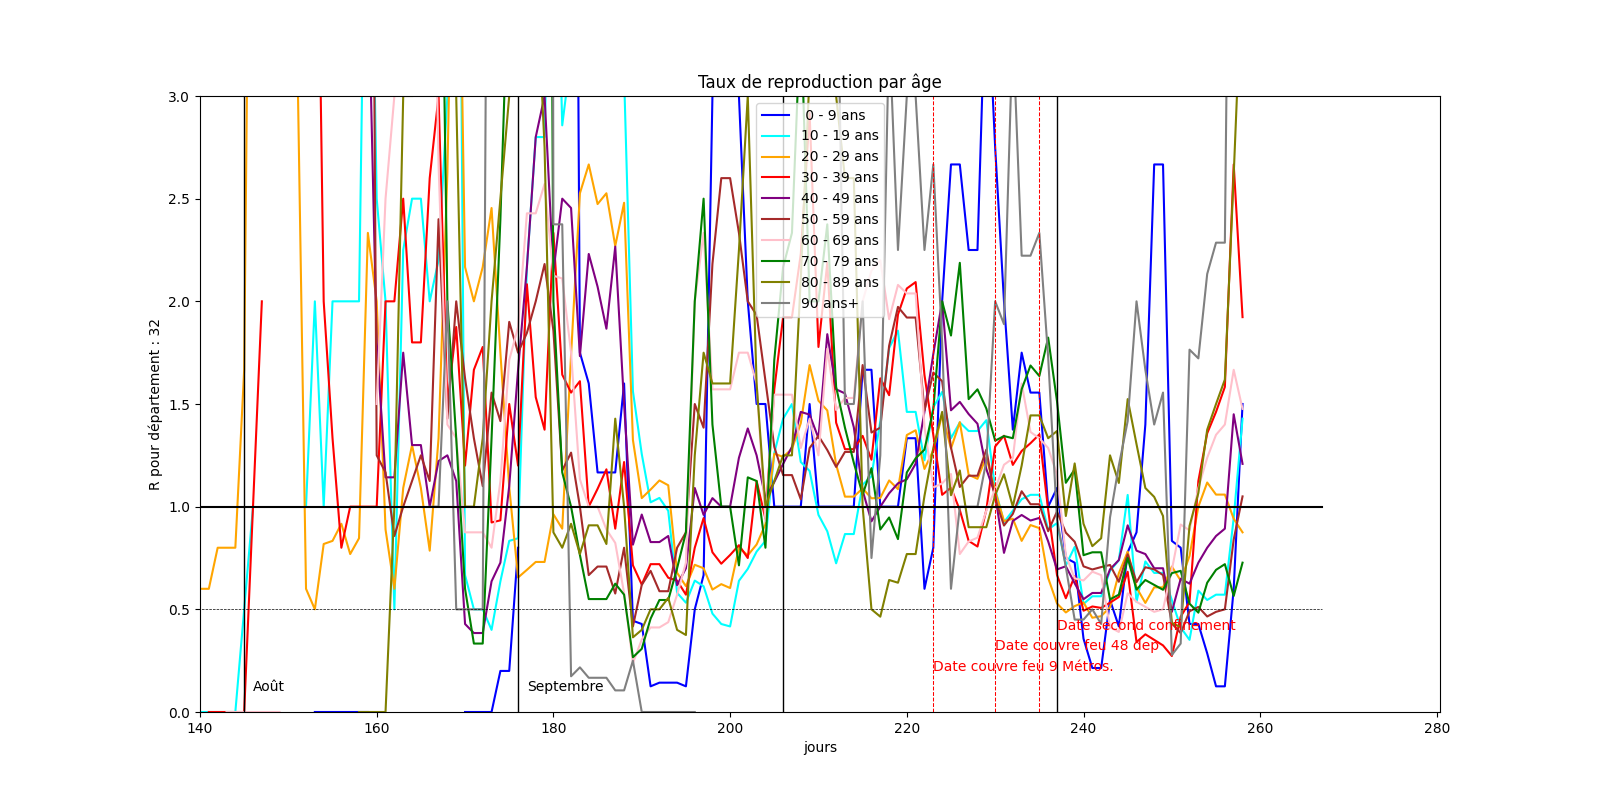 Taux de reproduction par âge
R pour département : 32
3.0
2.5
2.0
1.5
1.0
0.5
0.0
0 - 9 ans
10 - 19 ans
20 - 29 ans
30 - 39 ans
40 - 49 ans
50 - 59 ans
60 - 69 ans
70 - 79 ans
80 - 89 ans
90 ans+
Date second confinement
Date couvre feu 48 dep
Date couvre feu 9 Métros.
Août
Septembre
140 160 180 200 220 240 260 280
jours